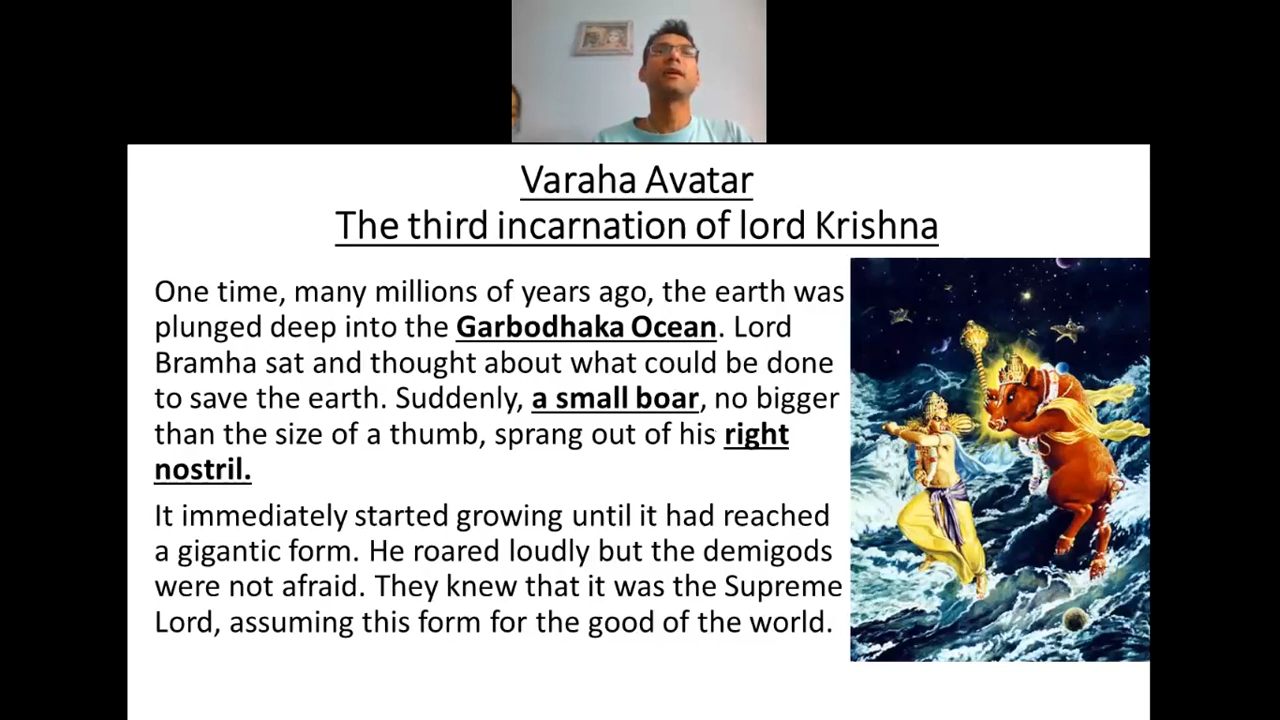 Varaha Avatar
The third incarnation of lord Krishna
One time, many millions of years ago, the earth was
plunged deep into the Garbodhaka Ocean. Lord
Bramha sat and thought about what could be done
to save the earth. Suddenly, a small boar, no bigger
than the size of a thumb, sprang out of his right
nostril.
It immediately started growing until it had reached
a gigantic form. He roared loudly but the demigods
were not afraid. They knew that it was the Supreme
Lord, assuming this form for the good of the world.